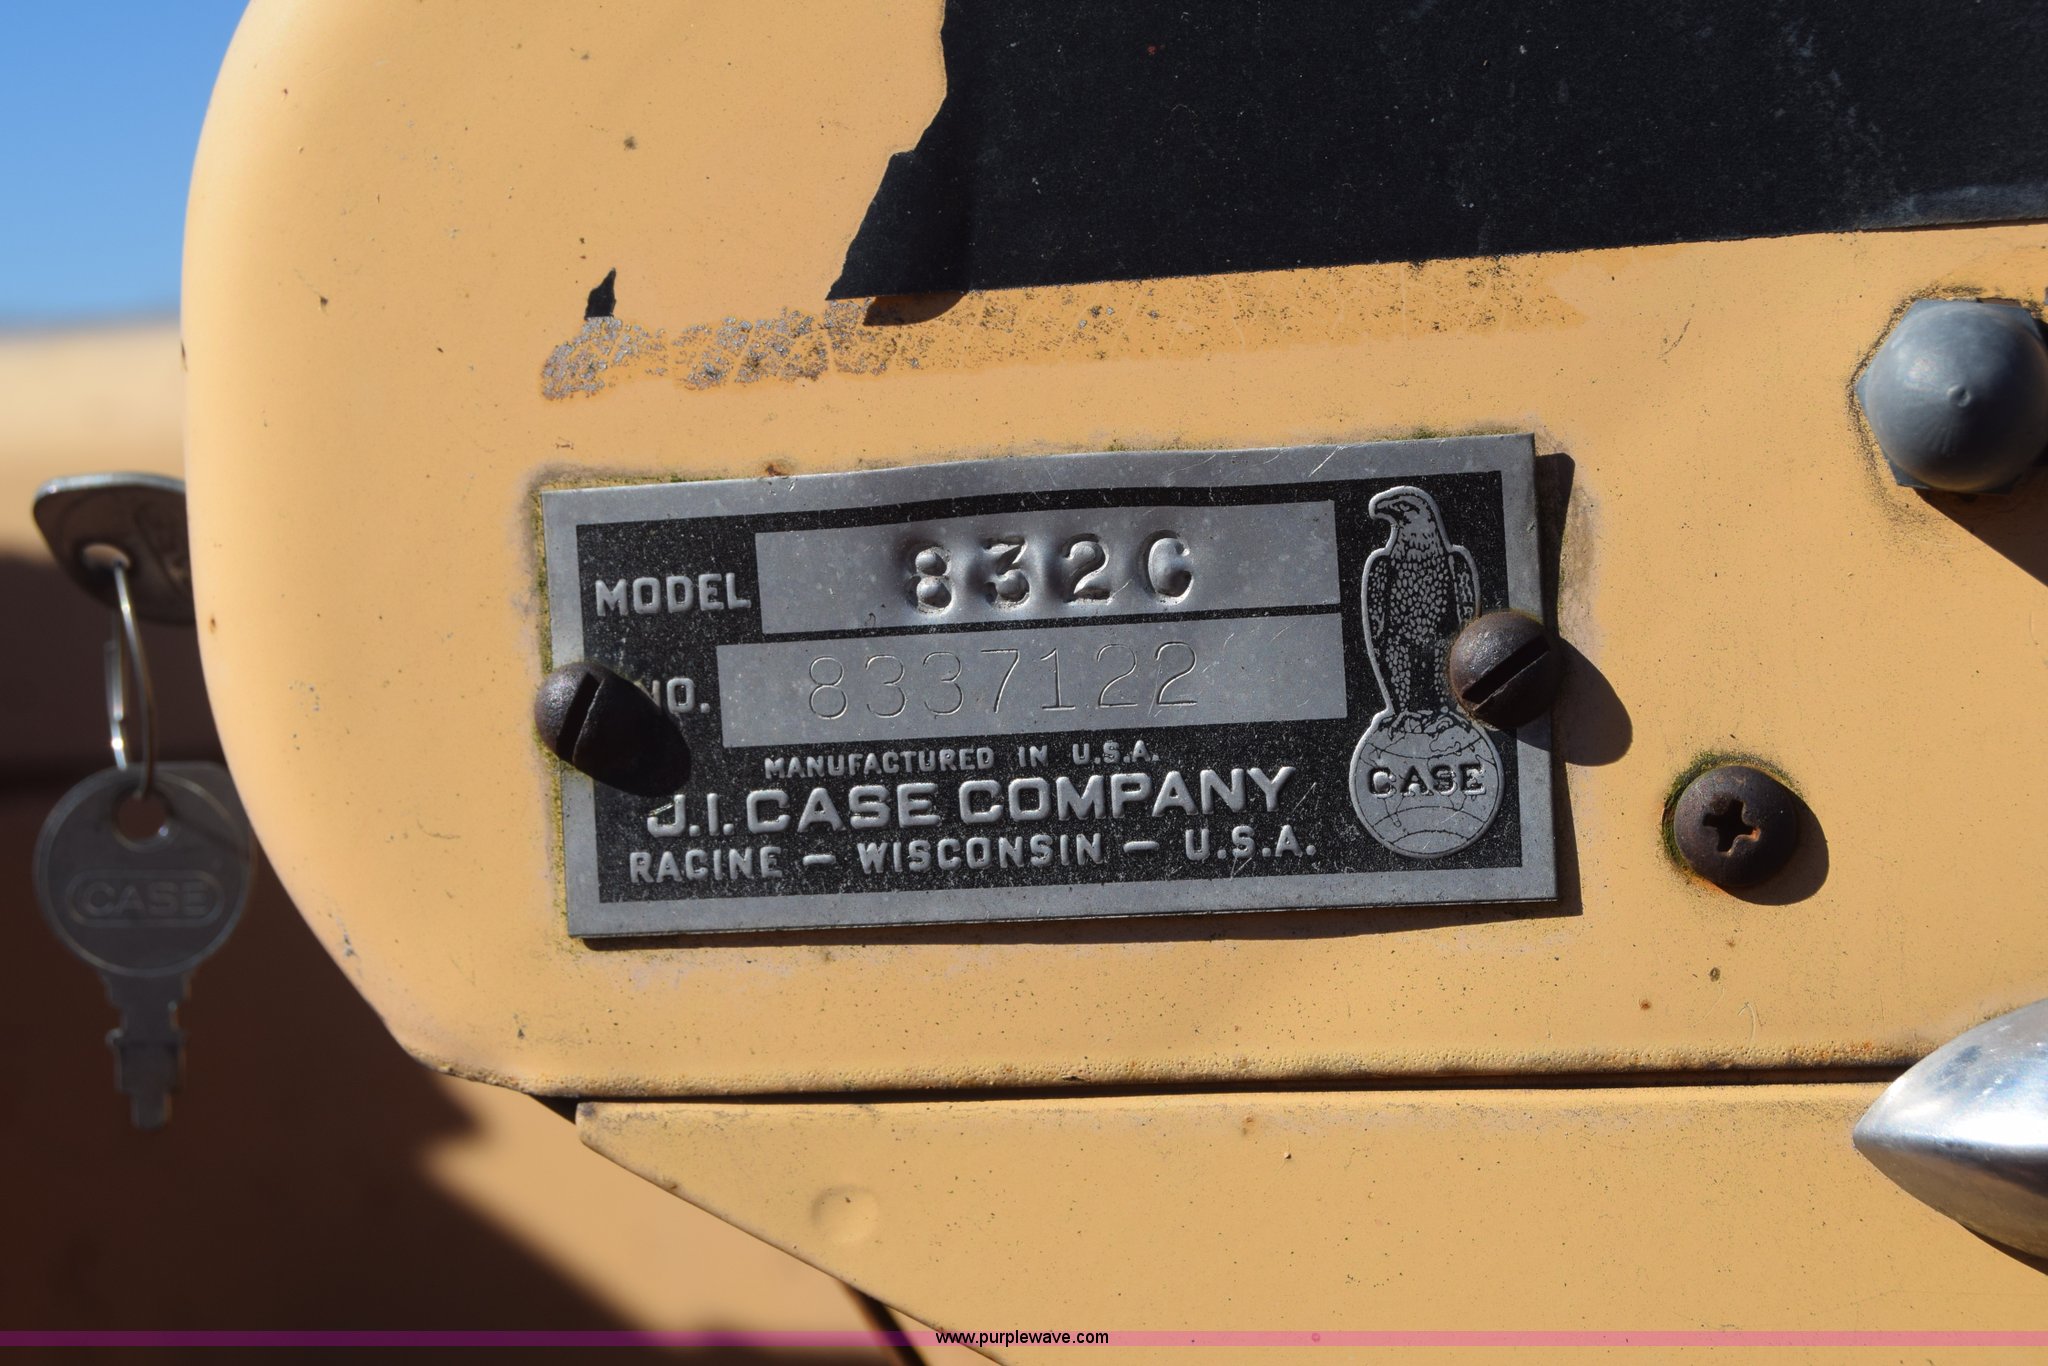 MODEL 832C
NO. 8337122
MANUFACTURED IN U.S.A.
J.I. CASE COMPANY
RACINE — WISCONSIN — U.S.A.
CASE
CASE
www.purplewave.com